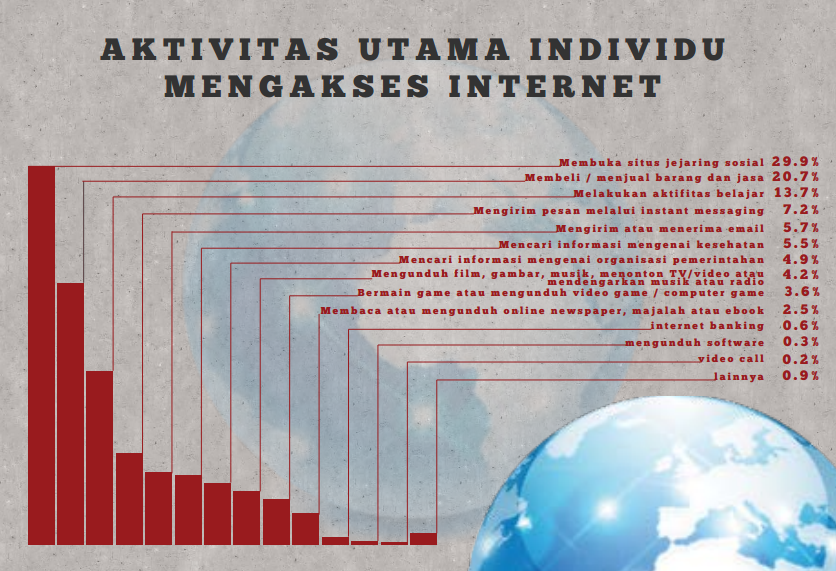 AKTIVITAS UTAMA INDIVIDU
MENGAKSES INTERNET
Membuka situs jejaring sosial 29.9%
Membeli / menjual barang dan jasa 20.7%
Melakukan aktifitas belajar 13.7%
Mengirim pesan melalui instant messaging 7.2%
Mengirim atau menerima email 5.7%
Mencari informasi mengenai kesehatan 5.5%
Mencari informasi mengenai organisasi pemerintahan 4.9%
Mengunduh film, gambar, musik, menonton TV/video atau 4.2%
mendengarkan musik atau radio
Bermain game atau mengunduh video game / computer game 3.6%
Membaca atau mengunduh online newspaper, majalah atau ebook 2.5%
internet banking 0.6%
mengunduh software 0.3%
video call 0.2%
lainnya 0.9%